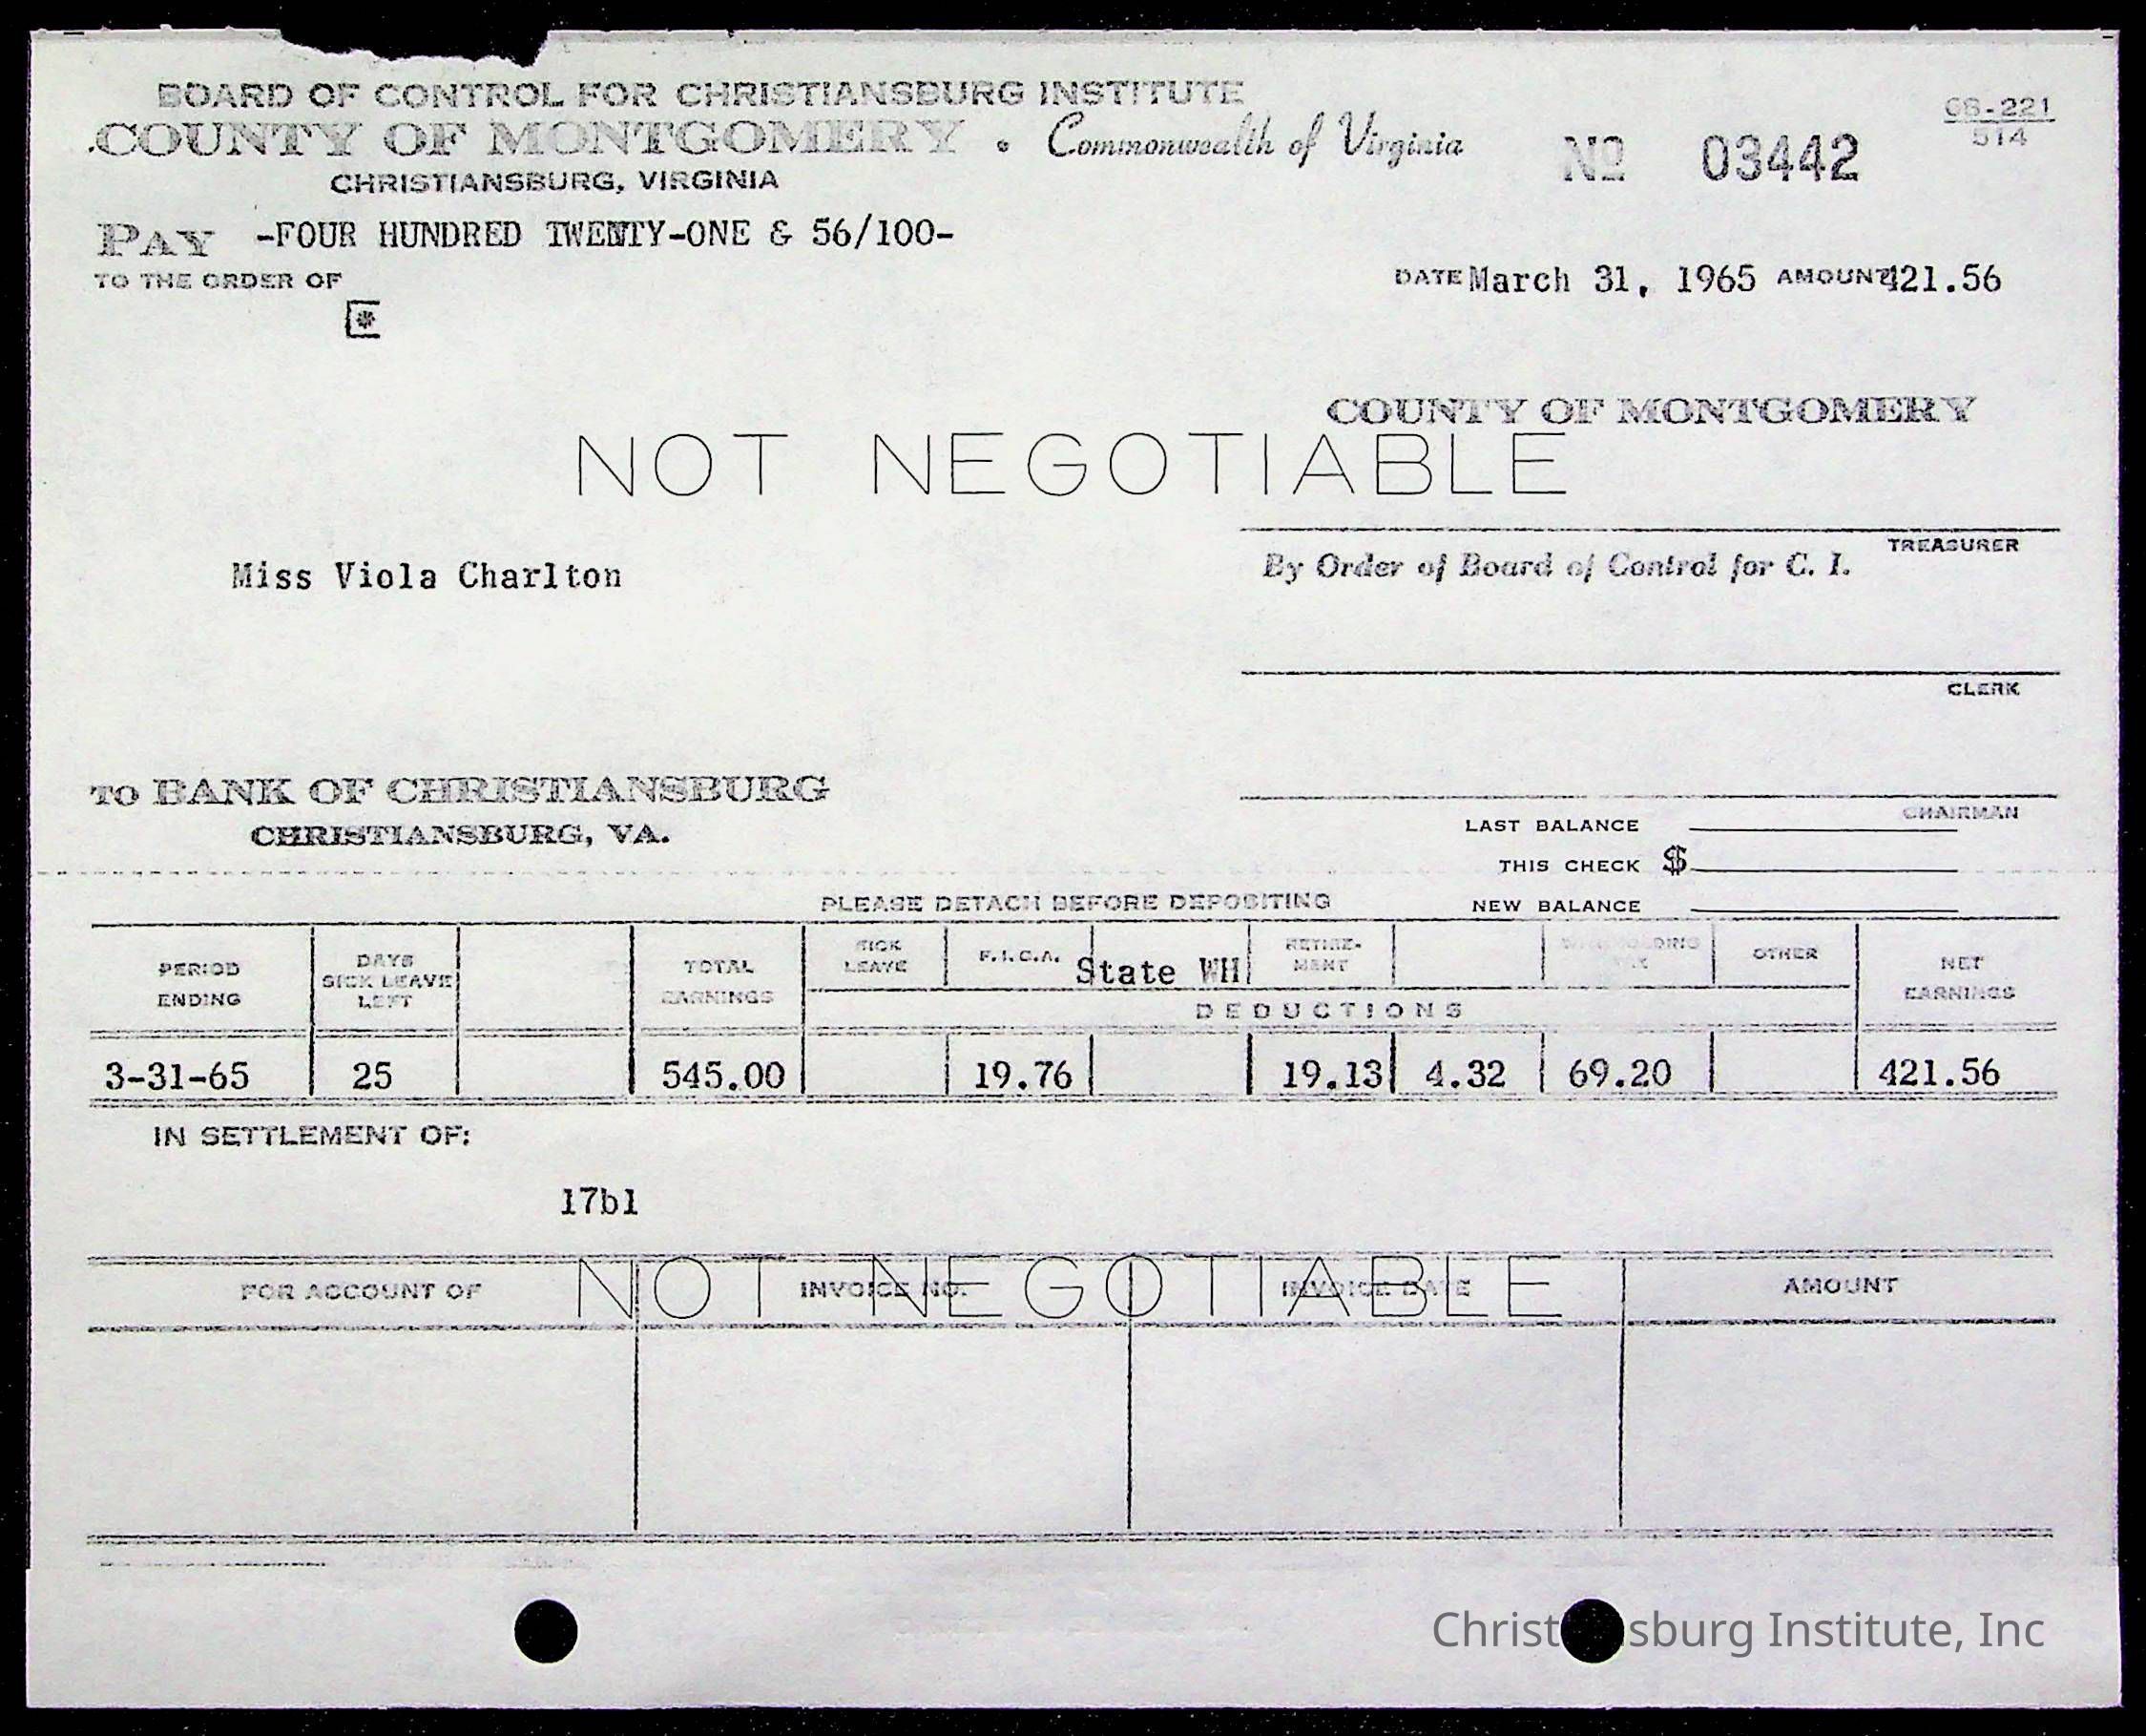 BOARD OF CONTROL FOR CHRISTIANSBURG INSTITUTE
COUNTY OF MONTGOMERY • Commonwealth of Virginia
CHRISTIANSBURG, VIRGINIA
No 03442
68-221
514
PAY -FOUR HUNDRED TWENTY-ONE & 56/100-
TO THE ORDER OF
DATE March 31, 1965 AMOUNT 421.56
COUNTY OF MONTGOMERY
NOT NEGOTIABLE
TREASURER
Miss Viola Charlton
By Order of Board of Control for C. I.
CLERK
TO BANK OF CHRISTIANSBURG
CHRISTIANSBURG, VA.
CHAIRMAN
LAST BALANCE
THIS CHECK $
NEW BALANCE
PLEASE DETACH BEFORE DEPOSITING
PERIOD ENDING DAYS SICK LEAVE LEFT TOTAL EARNINGS SICK LEAVE F.I.C.A. State WH RETIRE-MENT WITHHOLDING TAX OTHER NET EARNINGS
DEDUCTIONS
3-31-65 25 545.00 19.76 19.13 4.32 69.20 421.56
IN SETTLEMENT OF:
17b1
NOT NEGOTIABLE
FOR ACCOUNT OF INVOICE NO. INVOICE DATE AMOUNT
Christiansburg Institute, Inc